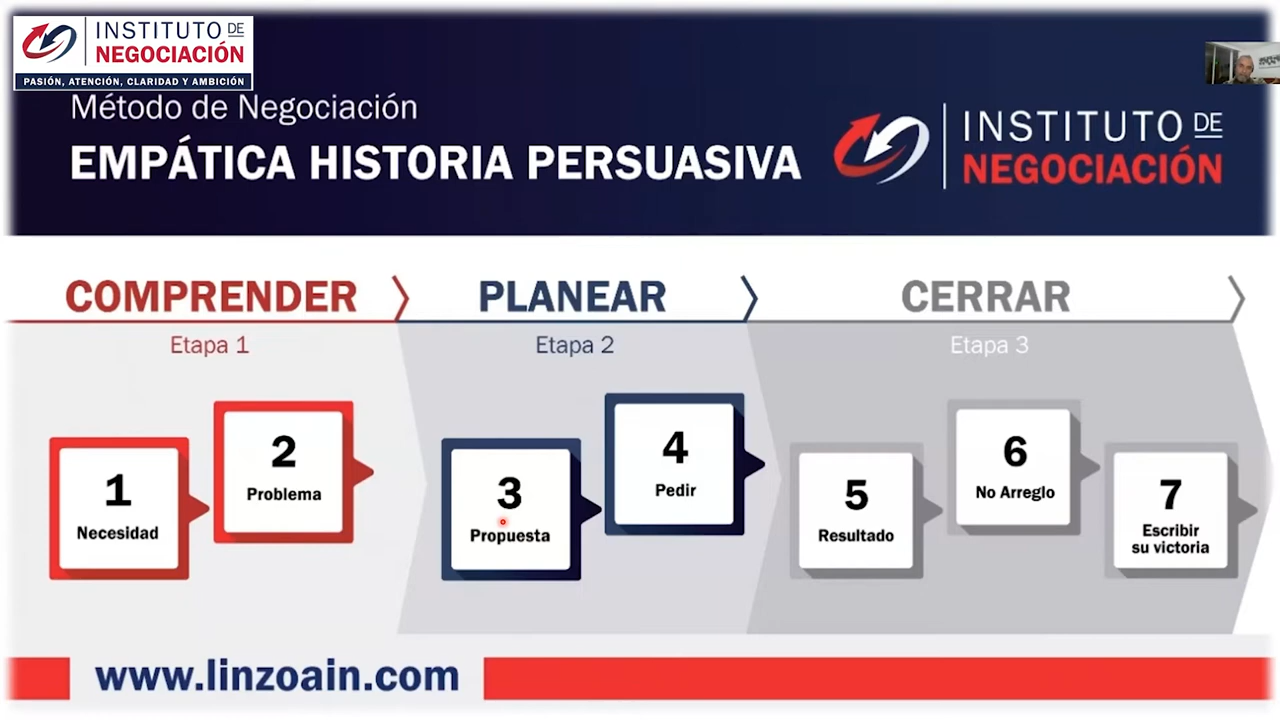 INSTITUTO DE
NEGOCIACIÓN
PASIÓN, ATENCIÓN, CLARIDAD Y AMBICIÓN
Método de Negociación
EMPÁTICA HISTORIA PERSUASIVA
INSTITUTO DE
NEGOCIACIÓN
COMPRENDER
PLANEAR
CERRAR
Etapa 1
Etapa 2
Etapa 3
1
Necesidad
2
Problema
3
Propuesta
4
Pedir
5
Resultado
6
No Arreglo
7
Escribir
su victoria
www.linzoain.com